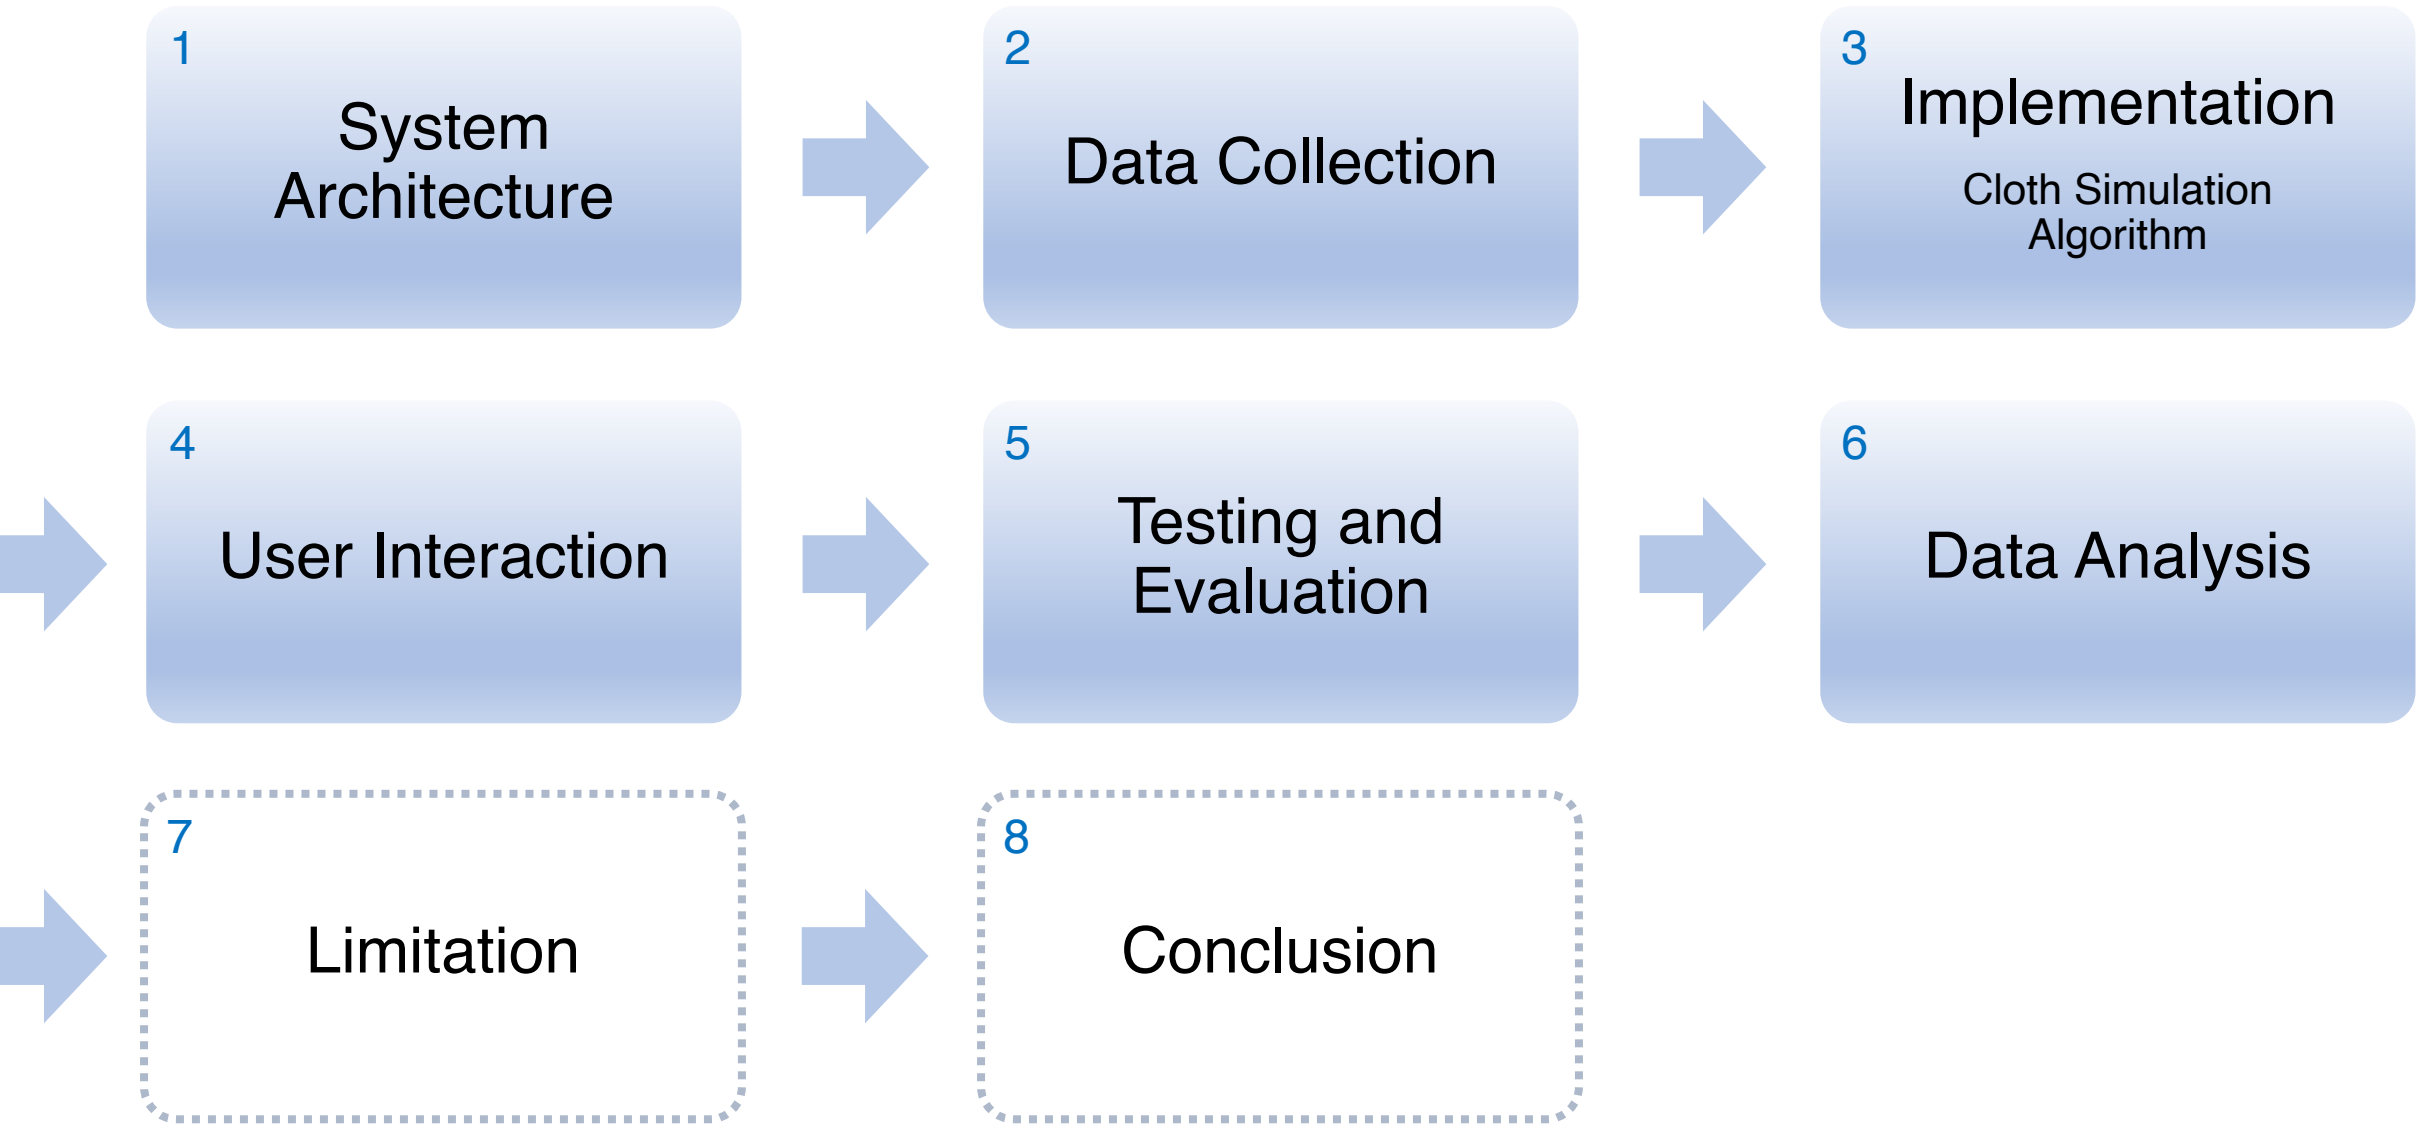 1
System
Architecture
2
Data Collection
3
Implementation
Cloth Simulation
Algorithm
4
User Interaction
5
Testing and
Evaluation
6
Data Analysis
7
Limitation
8
Conclusion